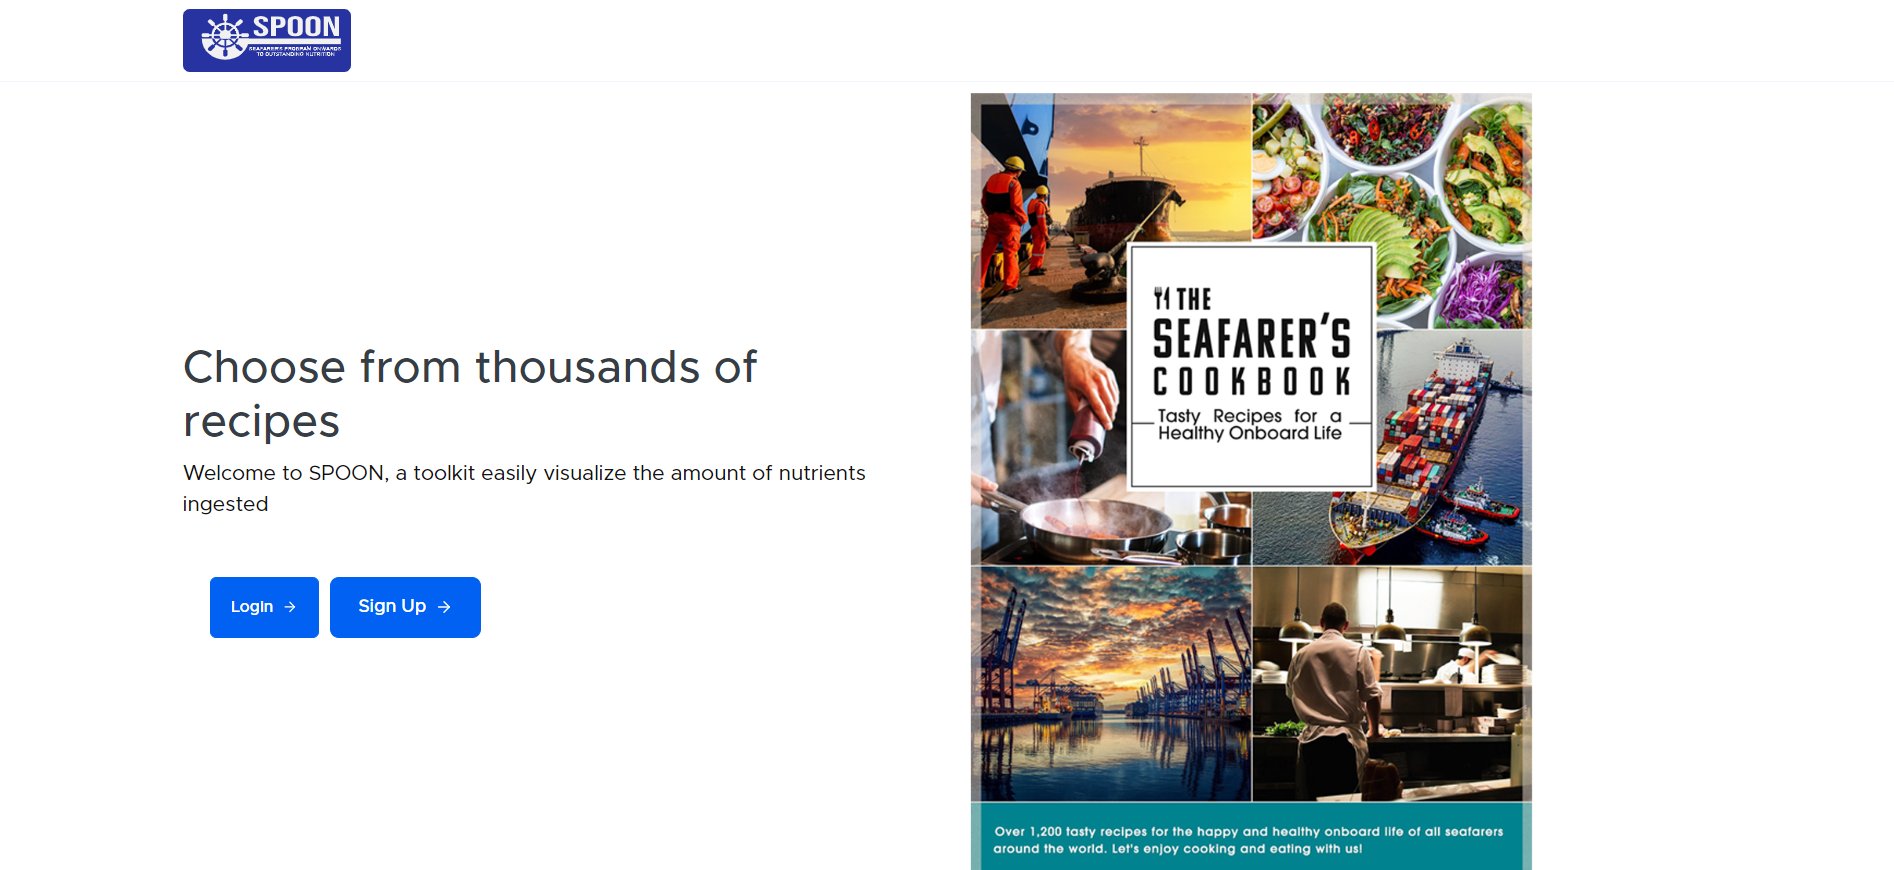 SPOON
SEAFARER'S PROGRAM ONWARDS
TO OUTSTANDING NUTRITION
Choose from thousands of
recipes
Welcome to SPOON, a toolkit easily visualize the amount of nutrients
ingested
Login
Sign Up
THE
SEAFARER'S
COOKBOOK
Tasty Recipes for a
Healthy Onboard Life
Over 1,200 tasty recipes for the happy and healthy onboard life of all seafarers
around the world. Let's enjoy cooking and eating with us!